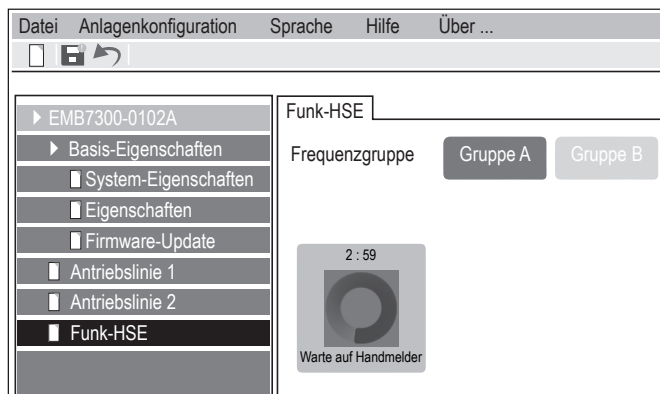 Datei Anlagenkonfiguration Sprache Hilfe Über ...
EMB7300-0102A
Basis-Eigenschaften
System-Eigenschaften
Eigenschaften
Firmware-Update
Antriebslinie 1
Antriebslinie 2
Funk-HSE
Funk-HSE
Frequenzgruppe Gruppe A Gruppe B
2 : 59
Warte auf Handmelder